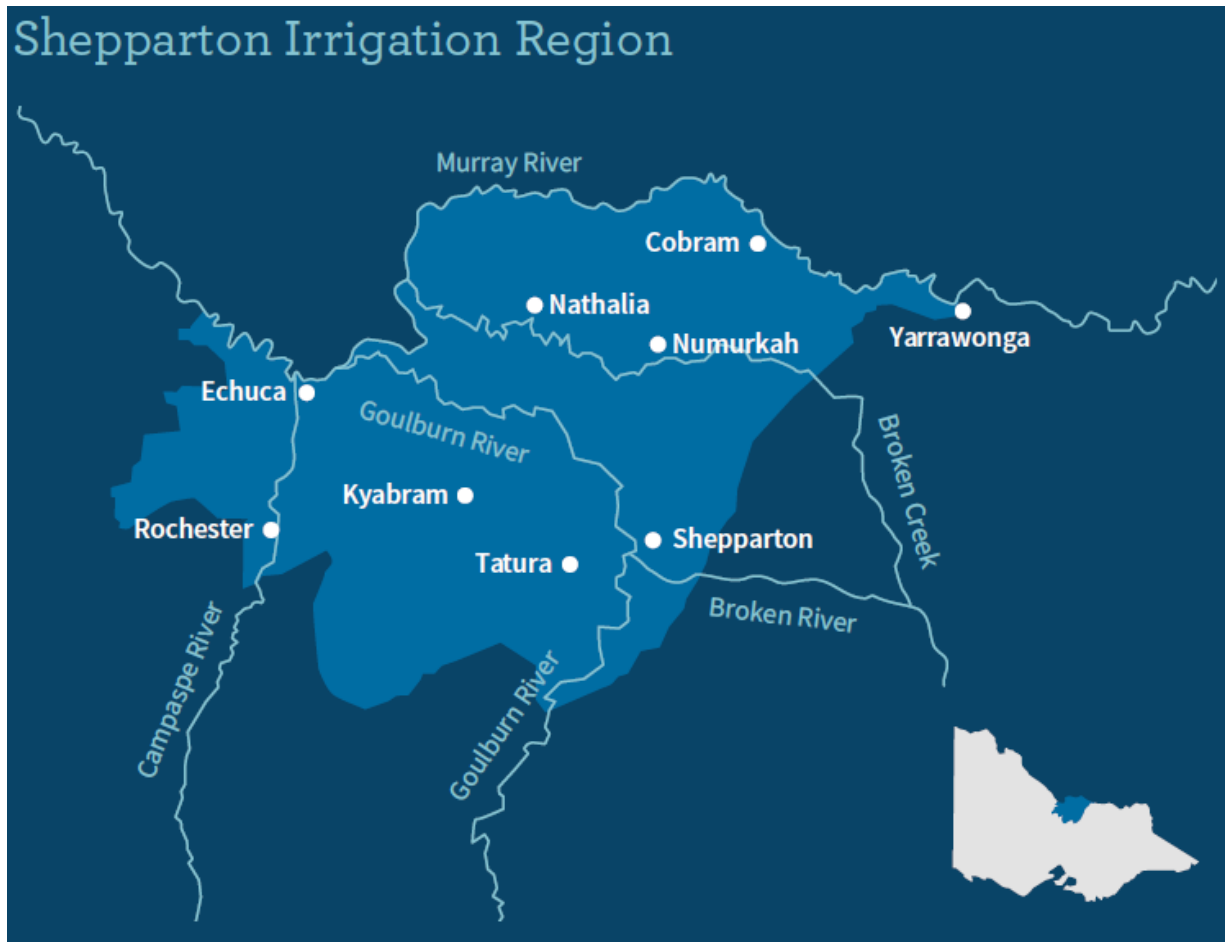 Shepparton Irrigation Region
Murray River
Cobram
Nathalia
Numurkah
Yarrawonga
Echuca
Goulburn River
Broken Creek
Kyabram
Rochester
Shepparton
Tatura
Broken River
Campaspe River
Goulburn River